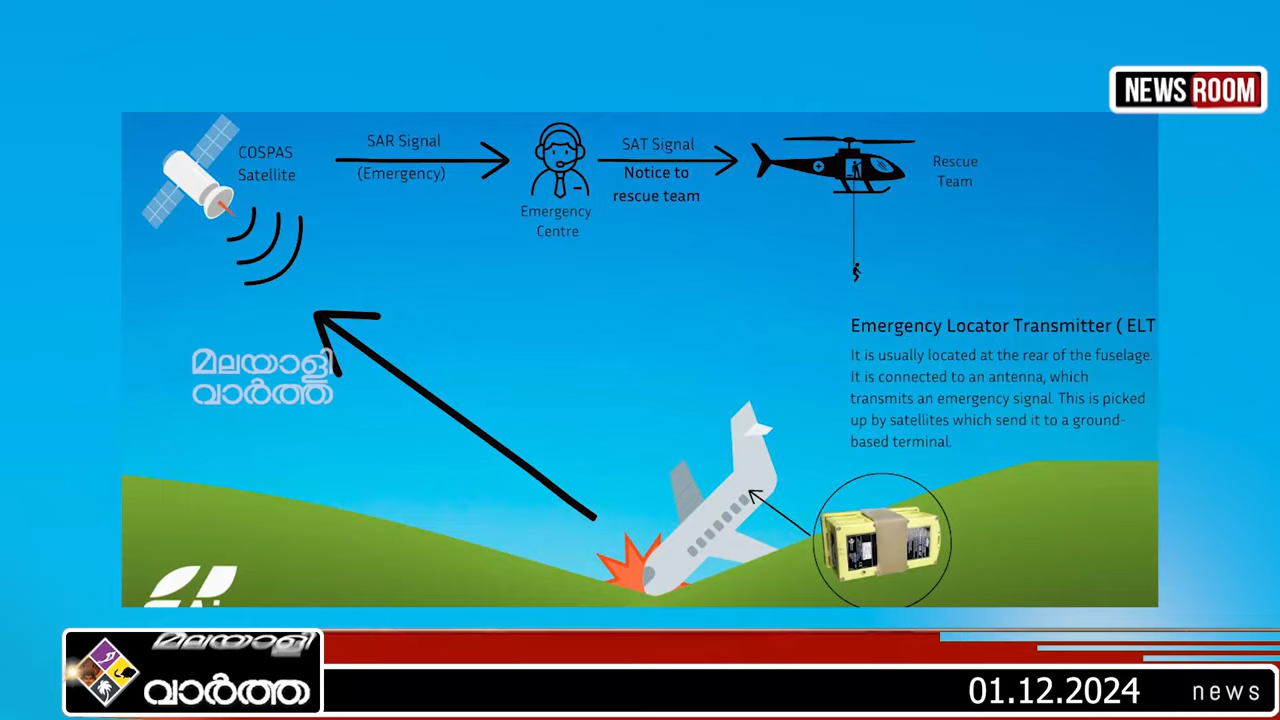 NEWS ROOM
COSPAS
Satellite
SAR Signal
(Emergency)
Emergency
Centre
SAT Signal
Notice to
rescue team
Rescue
Team
Emergency Locator Transmitter ( ELT
It is usually located at the rear of the fuselage.
It is connected to an antenna, which
transmits an emergency signal. This is picked
up by satellites which send it to a ground-
based terminal.
മലയാളി
വാർത്ത
മലയാളി
വാർത്ത
01.12.2024
news